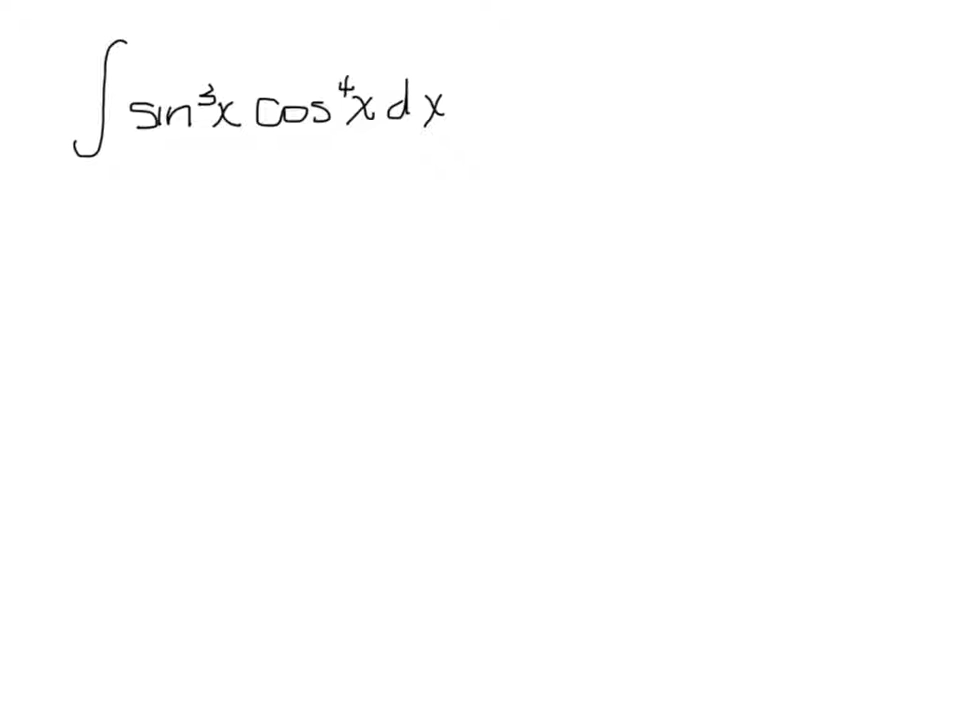 ∫ sin³x cos⁴x dx